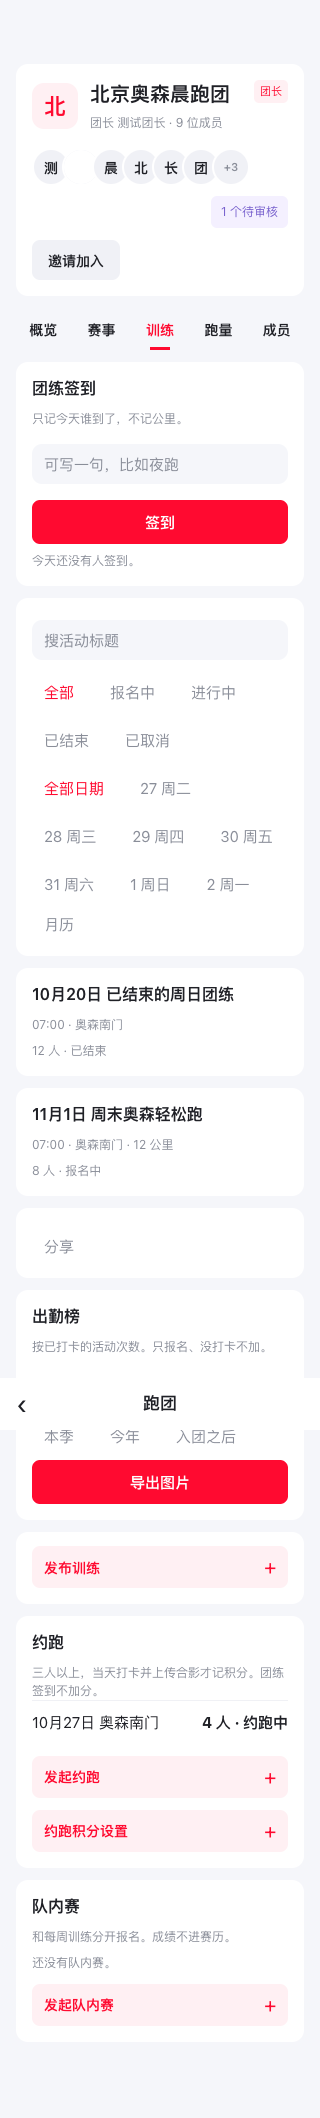 北
北京奥森晨跑团
团长
团长 测试团长 · 9 位成员
测
晨
北
长
团
+3
1 个待审核
邀请加入
概览 赛事 训练 跑量 成员
团练签到
只记今天谁到了，不记公里。
可写一句，比如夜跑
签到
今天还没有人签到。
搜活动标题
全部 报名中 进行中
已结束 已取消
全部日期 27 周二
28 周三 29 周四 30 周五
31 周六 1 周日 2 周一
月历
10月20日 已结束的周日团练
07:00 · 奥森南门
12 人 · 已结束
11月1日 周末奥森轻松跑
07:00 · 奥森南门 · 12 公里
8 人 · 报名中
分享
出勤榜
按已打卡的活动次数。只报名、没打卡不加。
‹ 跑团
本季 今年 入团之后
导出图片
发布训练 +
约跑
三人以上，当天打卡并上传合影才记积分。团练
签到不加分。
10月27日 奥森南门 4 人 · 约跑中
发起约跑 +
约跑积分设置 +
队内赛
和每周训练分开报名。成绩不进赛历。
还没有队内赛。
发起队内赛 +